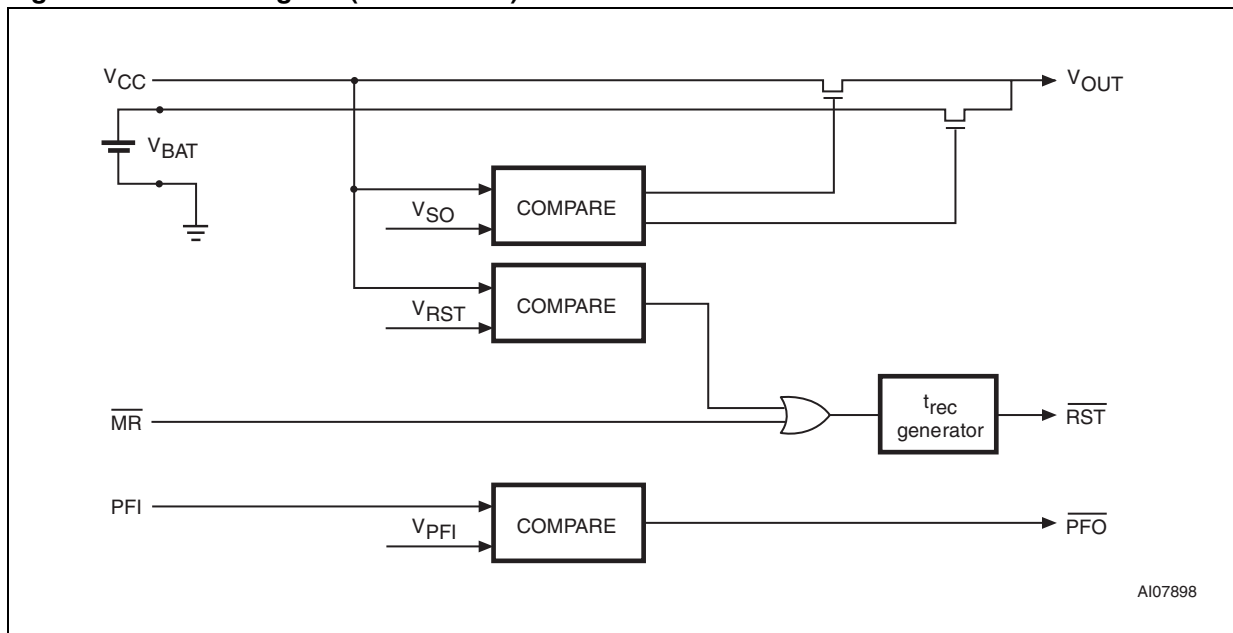 VCC
VOUT
VBAT
COMPARE
VSO
COMPARE
VRST
MR
trec
generator
RST
PFI
COMPARE
VPFI
PFO
AI07898